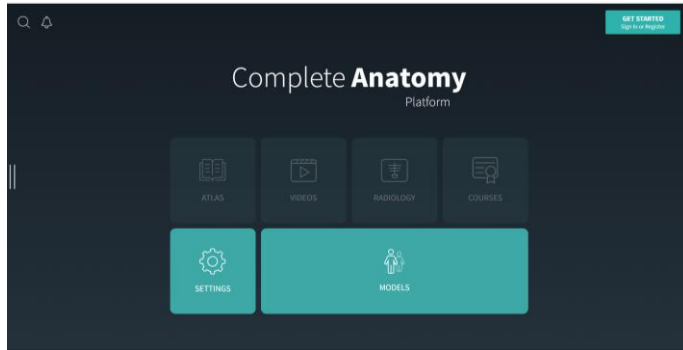 GET STARTED
Sign In or Register
Complete Anatomy
Platform
ATLAS
VIDEOS
RADIOLOGY
COURSES
SETTINGS
MODELS